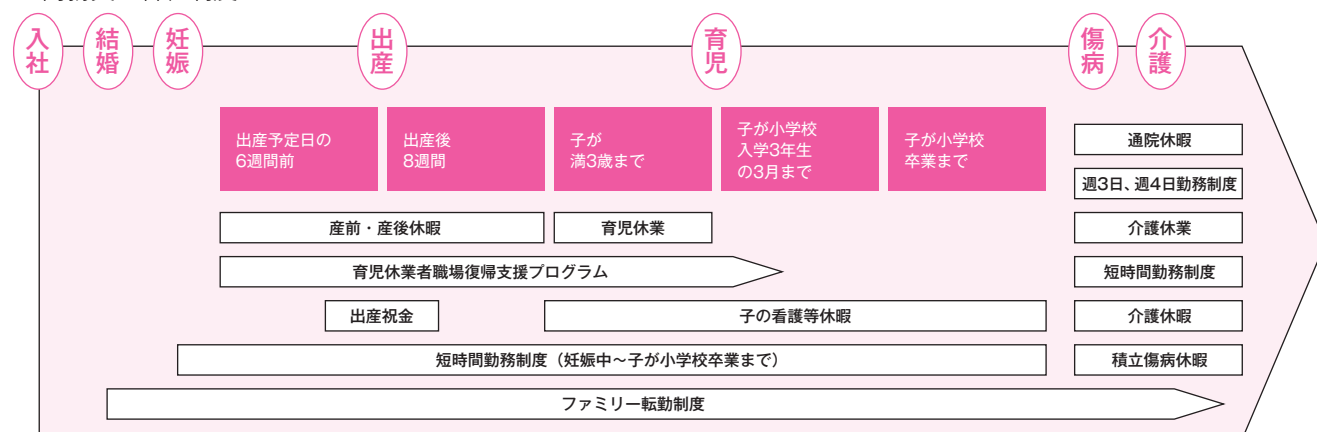 入社
結婚
妊娠
出産
育児
傷病
介護
出産予定日の
6週間前
出産後
8週間
子が
満3歳まで
子が小学校
入学3年生
の3月まで
子が小学校
卒業まで
通院休暇
週3日、週4日勤務制度
産前・産後休暇
育児休業
介護休業
育児休業者職場復帰支援プログラム
短時間勤務制度
出産祝金
子の看護等休暇
介護休暇
短時間勤務制度（妊娠中～子が小学校卒業まで）
積立傷病休暇
ファミリー転勤制度